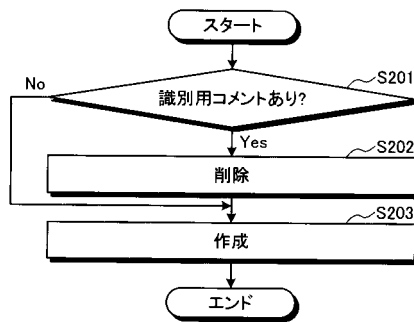 スタート
S201
No
識別用コメントあり?
Yes
S202
削除
S203
作成
エンド